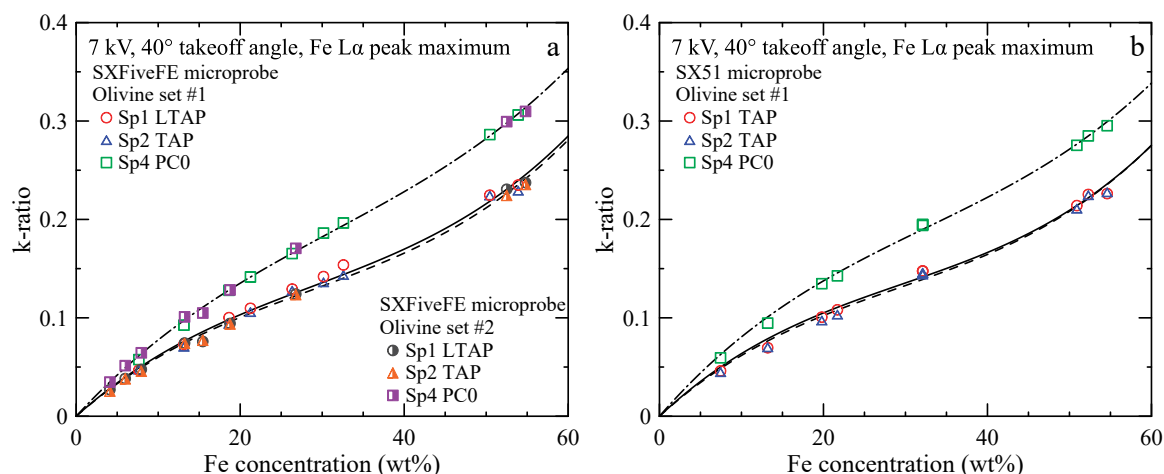 7 kV, 40° takeoff angle, Fe Lα peak maximum
a
SXFiveFE microprobe
Olivine set #1
Sp1 LTAP
Sp2 TAP
Sp4 PC0
SXFiveFE microprobe
Olivine set #2
Sp1 LTAP
Sp2 TAP
Sp4 PC0
k-ratio
0.4
0.3
0.2
0.1
0
0
20
40
60
Fe concentration (wt%)
7 kV, 40° takeoff angle, Fe Lα peak maximum
b
SX51 microprobe
Olivine set #1
Sp1 TAP
Sp2 TAP
Sp4 PC0
k-ratio
0.4
0.3
0.2
0.1
0
0
20
40
60
Fe concentration (wt%)